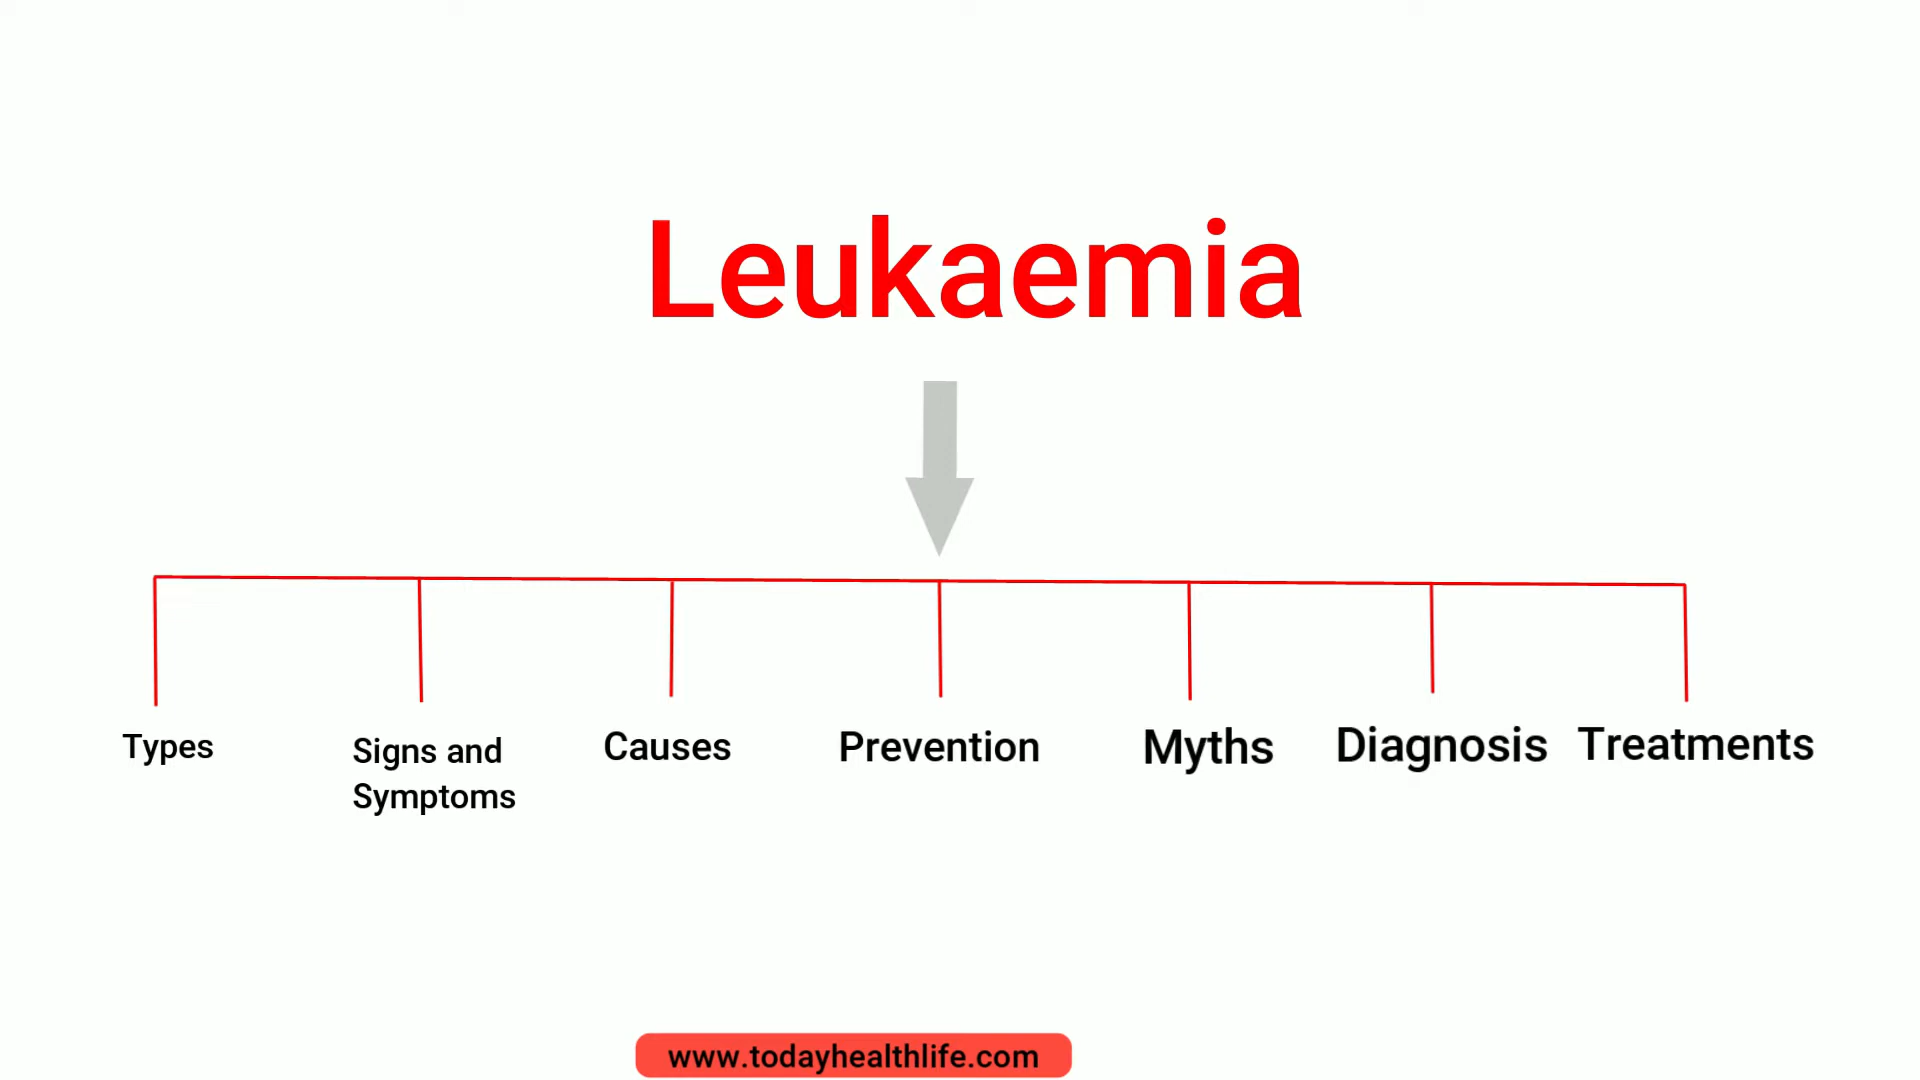 Leukaemia
Types
Signs and
Symptoms
Causes
Prevention
Myths
Diagnosis
Treatments
www.todayhealthlife.com